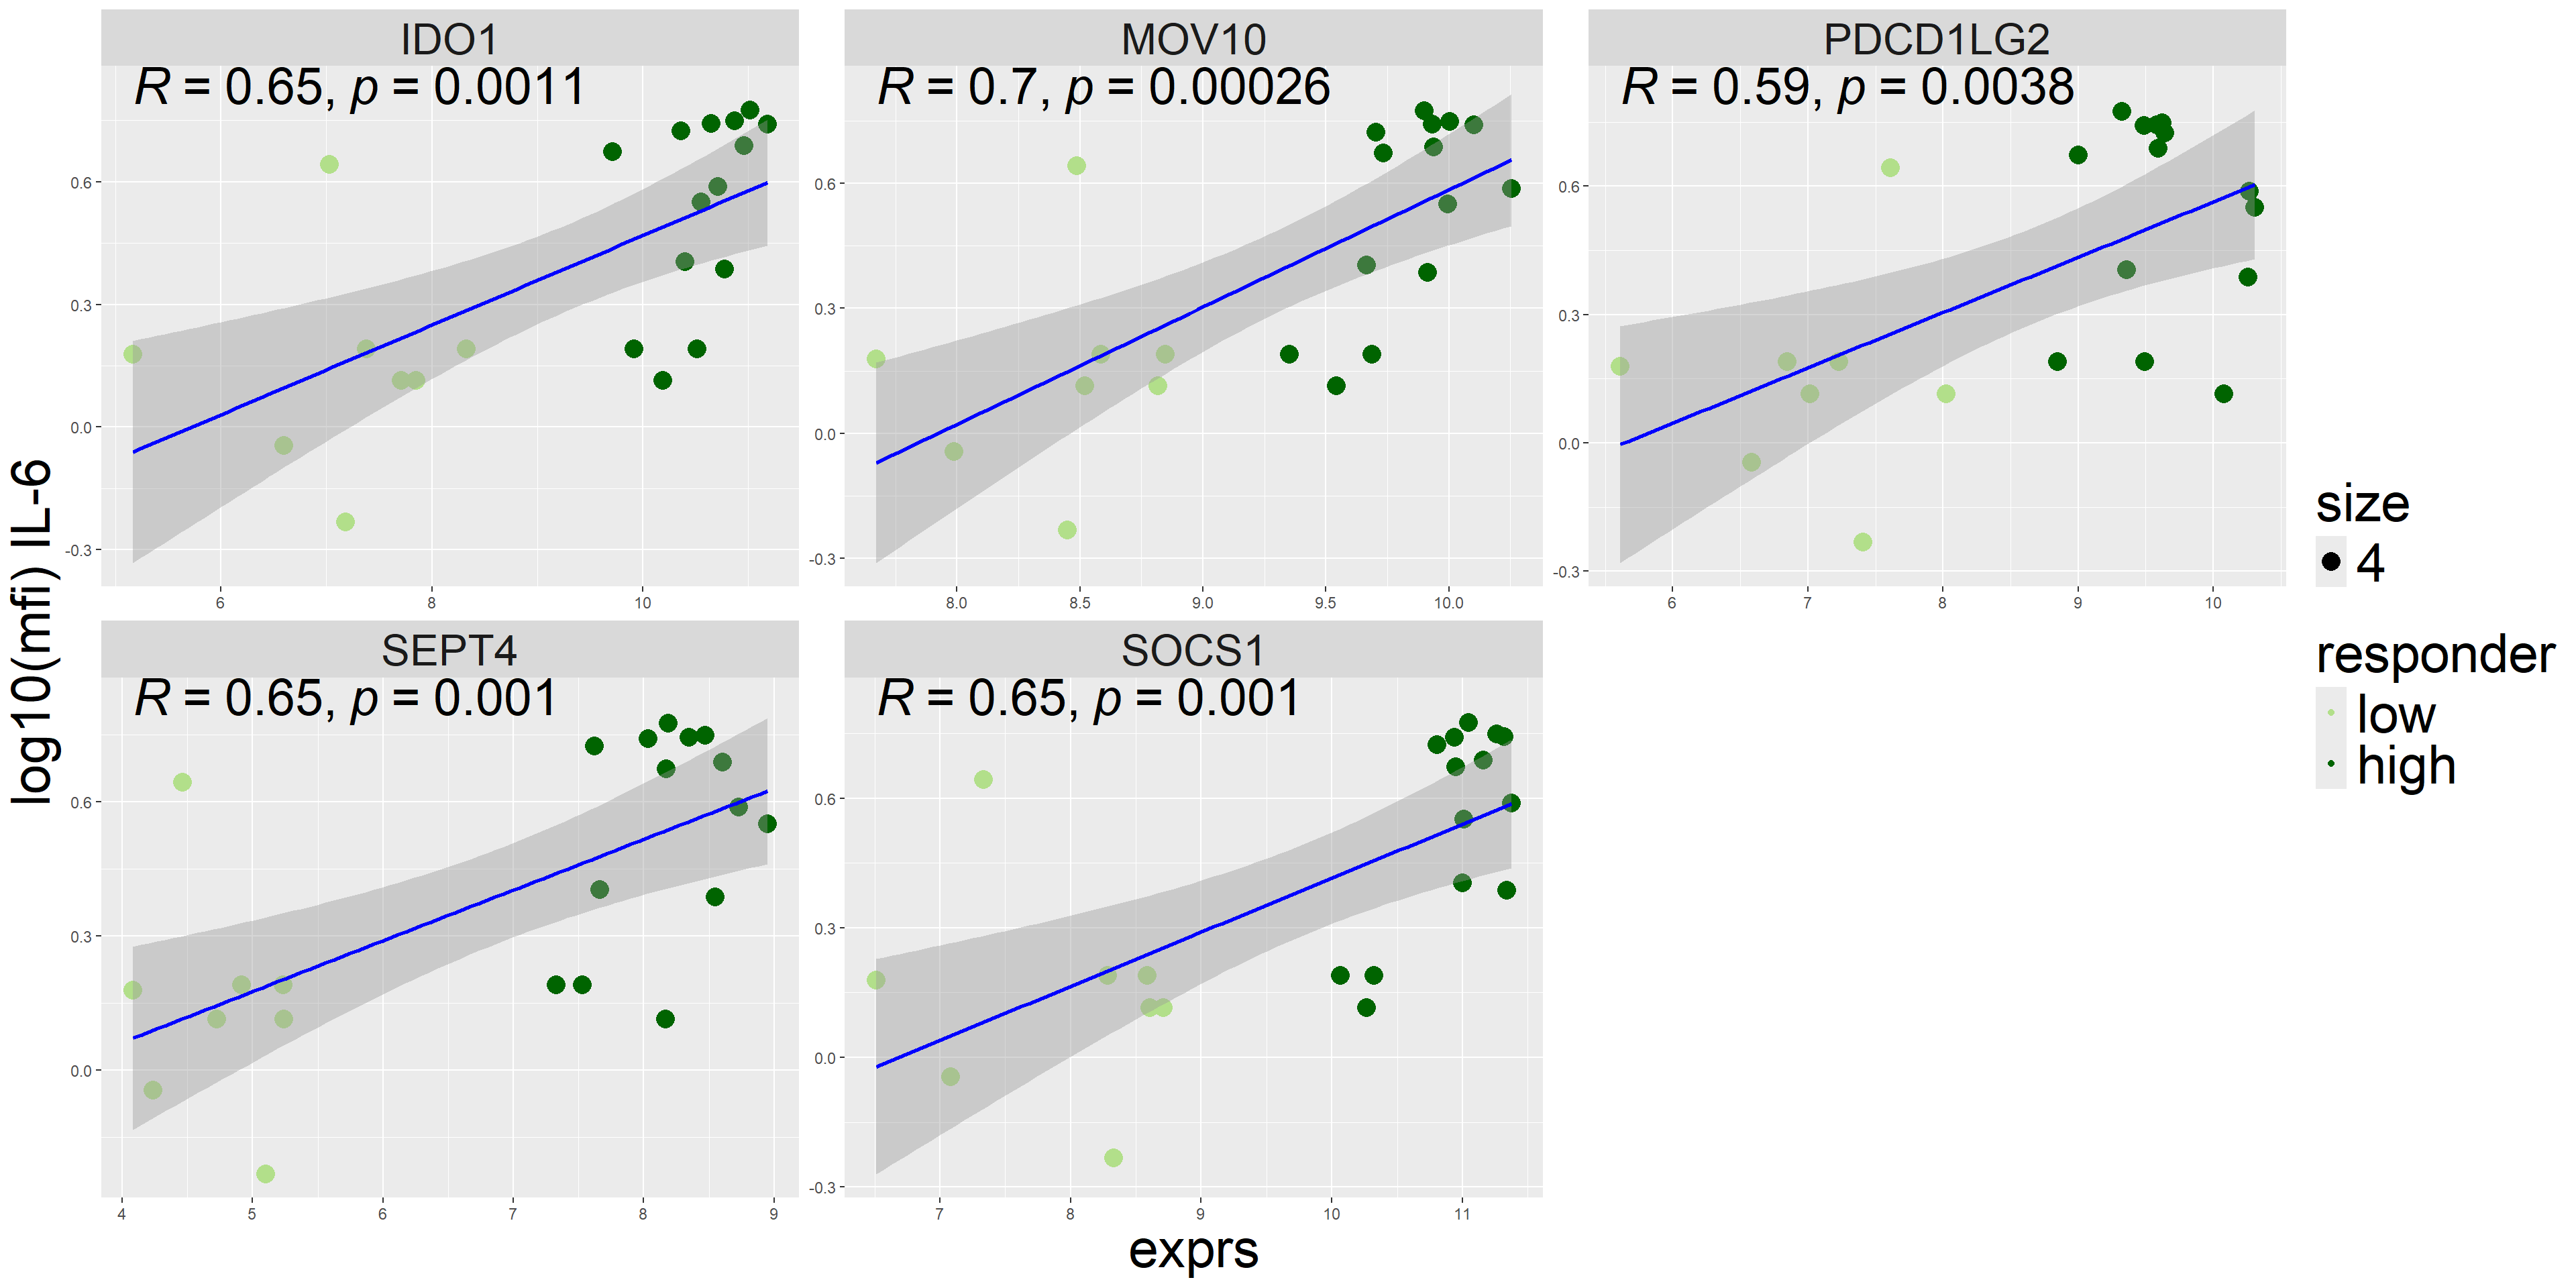 IDO1
R = 0.65, p = 0.0011
0.6
0.3
0.0
-0.3
6 8 10
MOV10
R = 0.7, p = 0.00026
0.6
0.3
0.0
-0.3
8.0 8.5 9.0 9.5 10.0
PDCD1LG2
R = 0.59, p = 0.0038
0.6
0.3
0.0
-0.3
6 7 8 9 10
SEPT4
R = 0.65, p = 0.001
0.6
0.3
0.0
4 5 6 7 8 9
SOCS1
R = 0.65, p = 0.001
0.6
0.3
0.0
-0.3
7 8 9 10 11
log10(mfi) IL-6
exprs
size
4
responder
low
high